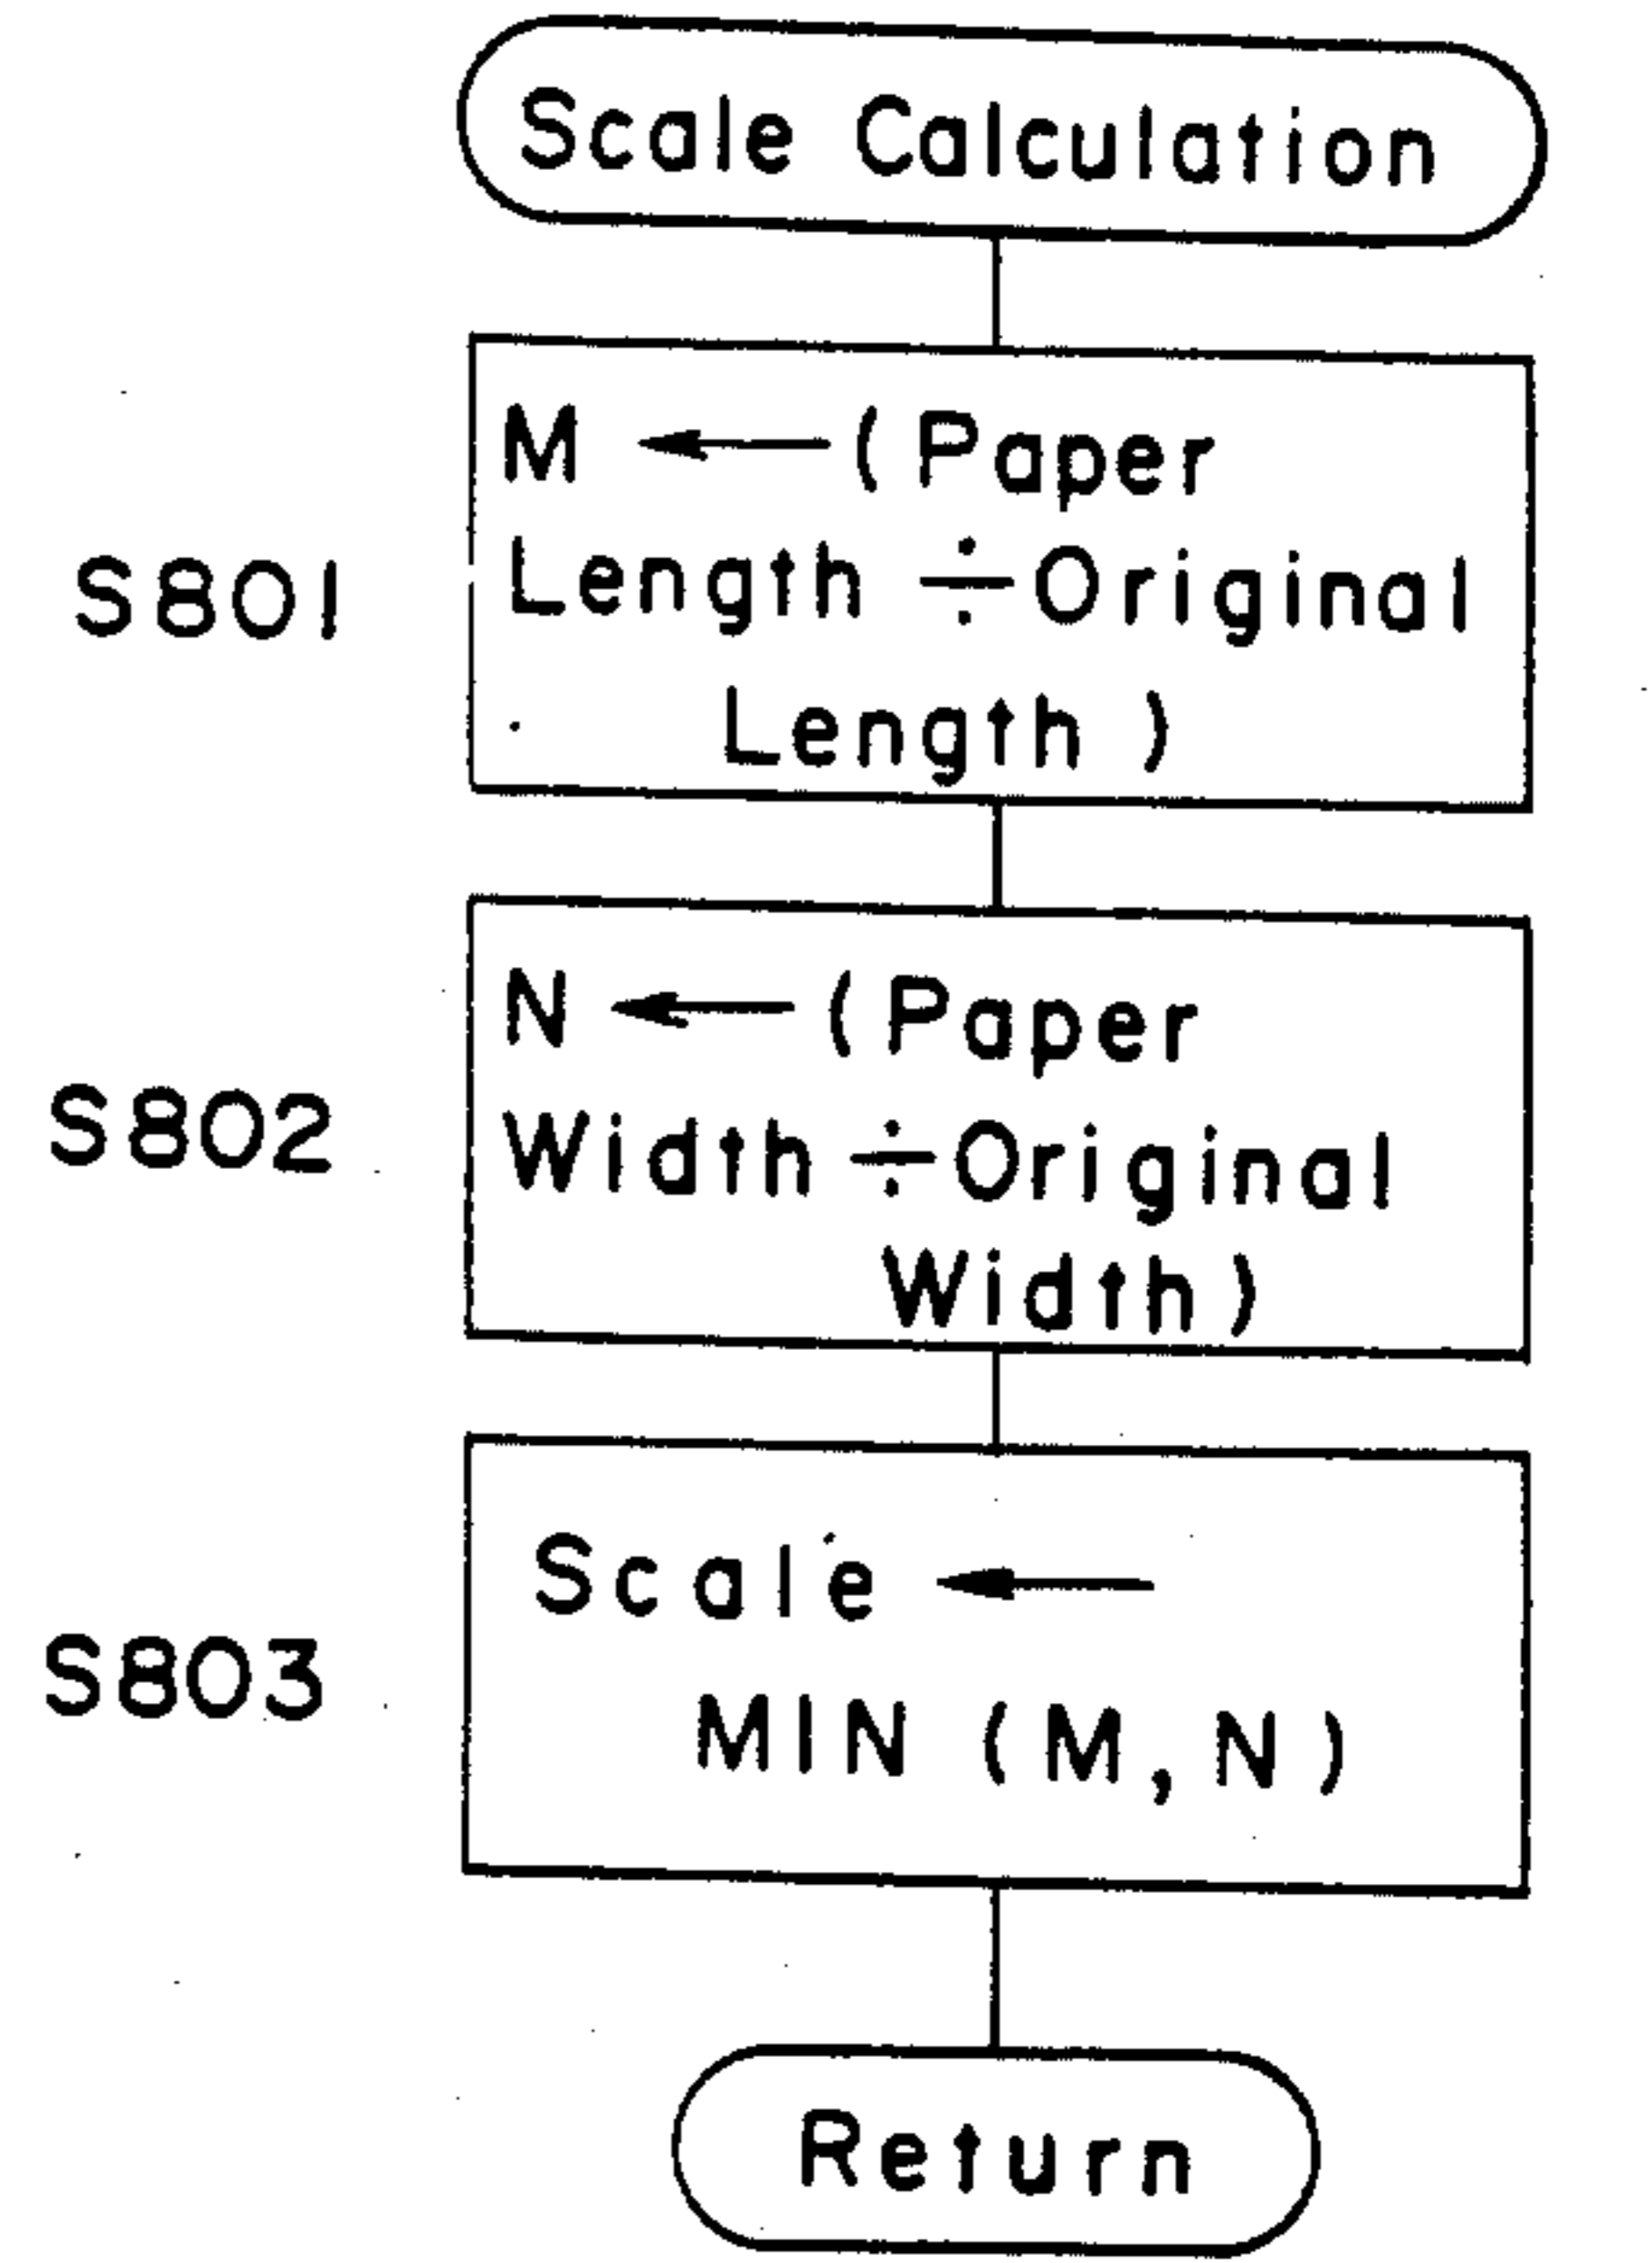 Scale Calculation
S801
M ← (Paper
Length ÷ Original
Length)
S802
N ← (Paper
Width ÷ Original
Width)
S803
Scale ←
MIN (M, N)
Return